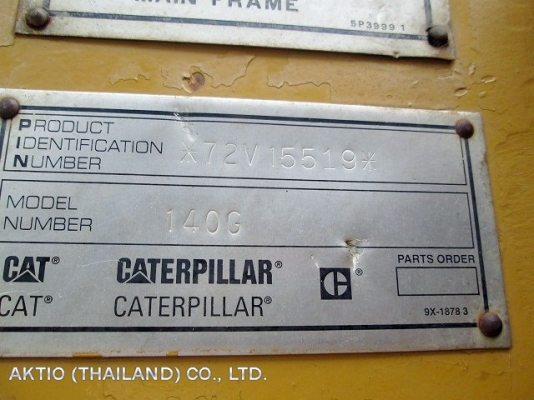 MAIN FRAME
5P3999 1
PRODUCT
IDENTIFICATION
NUMBER
*72V15519*
MODEL
NUMBER
140G
CAT® CATERPILLAR® C® PARTS ORDER
CAT® CATERPILLAR®
9X-1878 3
AKTIO (THAILAND) CO., LTD.